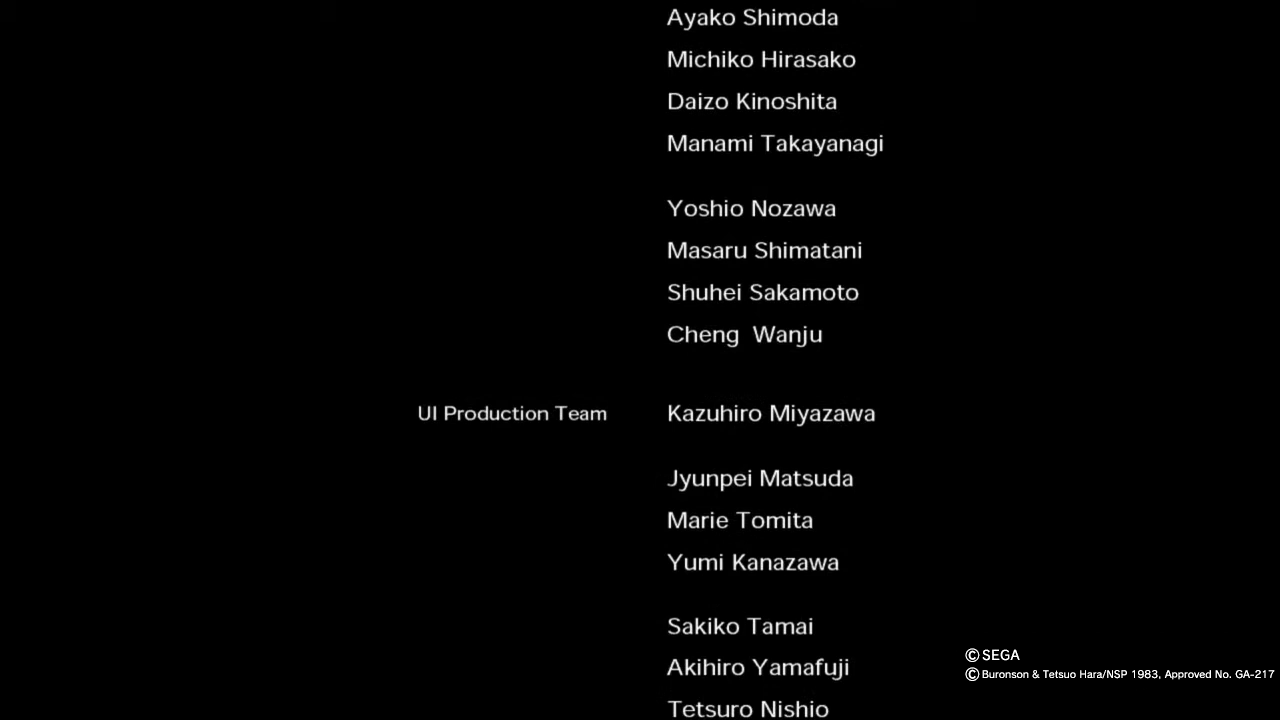 Ayako Shimoda
Michiko Hirasako
Daizo Kinoshita
Manami Takayanagi
Yoshio Nozawa
Masaru Shimatani
Shuhei Sakamoto
Cheng  Wanju
UI Production Team Kazuhiro Miyazawa
Jyunpei Matsuda
Marie Tomita
Yumi Kanazawa
Sakiko Tamai
Akihiro Yamafuji
Tetsuro Nishio
©SEGA
©Buronson & Tetsuo Hara/NSP 1983, Approved No. GA-217